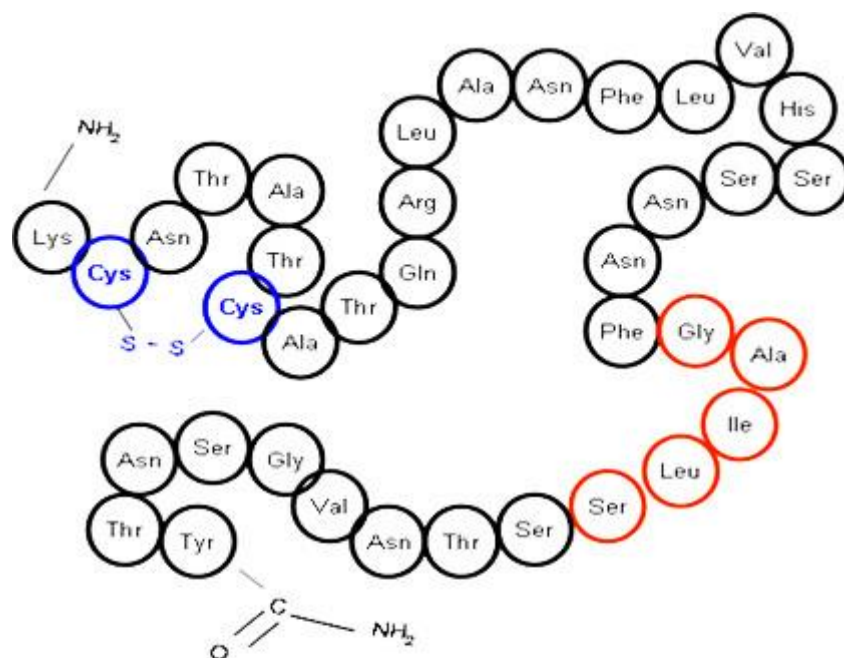 NH₂
Lys
Cys
Asn
Thr
Ala
Thr
Cys
S - S
Ala
Thr
Gln
Arg
Leu
Ala
Asn
Phe
Leu
Val
His
Ser
Ser
Asn
Asn
Phe
Gly
Ala
Ile
Leu
Ser
Ser
Thr
Asn
Val
Gly
Ser
Asn
Thr
Tyr
C
O
NH₂